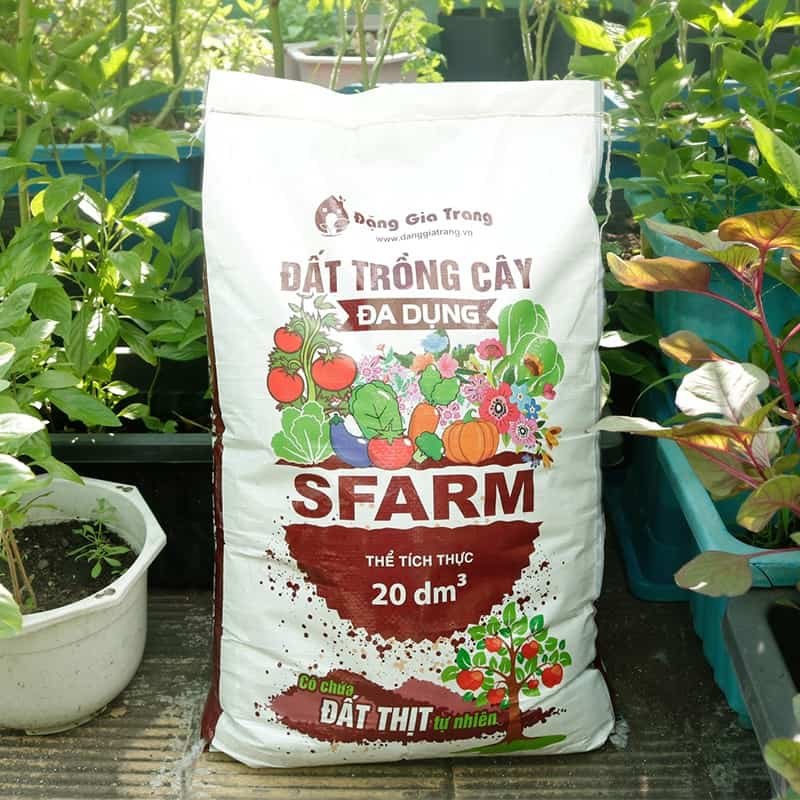 Đặng Gia Trang
www.danggiatrang.vn
ĐẤT TRỒNG CÂY
ĐA DỤNG
SFARM
THỂ TÍCH THỰC
20 dm³
Có chứa
ĐẤT THỊT tự nhiên